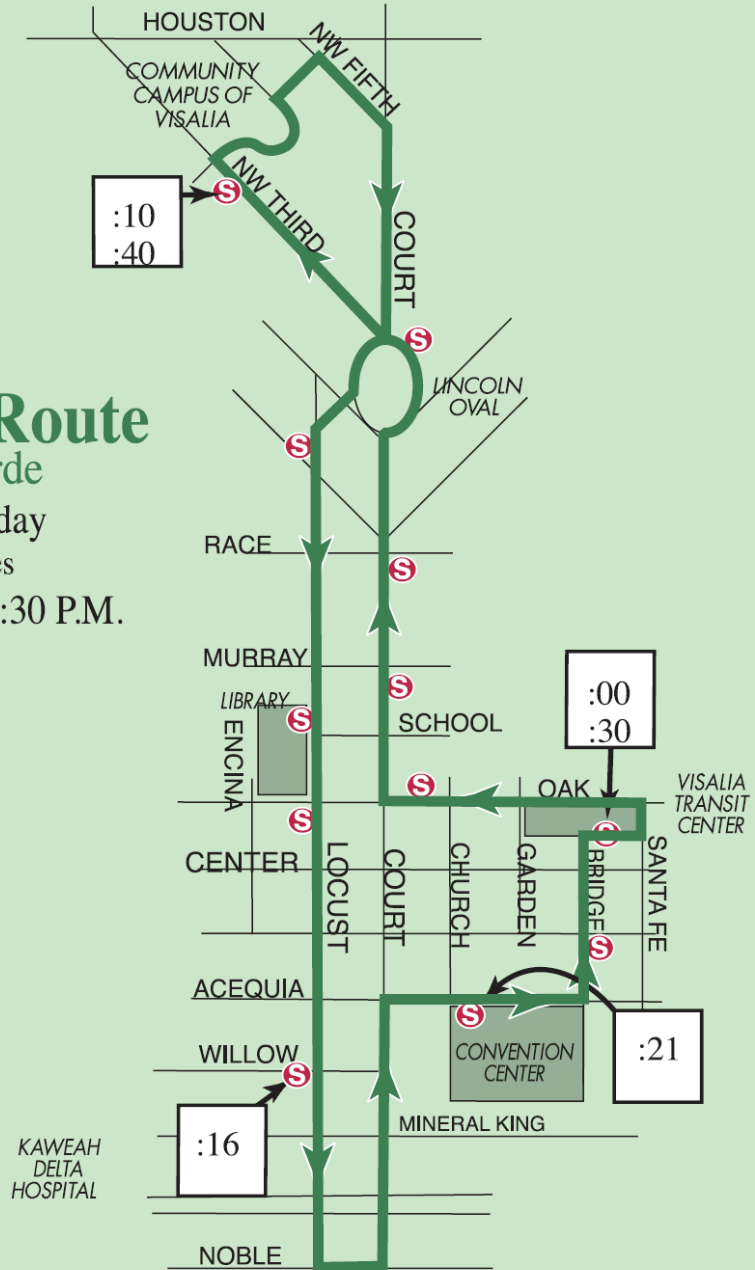 HOUSTON
NW FIFTH
COMMUNITY
CAMPUS OF
VISALIA
NW THIRD
:10
:40
S
COURT
S
LINCOLN
OVAL
Route
rde
S
day
es
RACE
:30 P.M.
S
MURRAY
S
:00
:30
LIBRARY
S
SCHOOL
ENCINA
S
OAK
VISALIA
TRANSIT
CENTER
S
S
CENTER
LOCUST
COURT
CHURCH
GARDEN
BRIDGE
SANTA FE
S
ACEQUIA
S
CONVENTION
CENTER
:21
WILLOW
S
:16
MINERAL KING
KAWEAH
DELTA
HOSPITAL
NOBLE